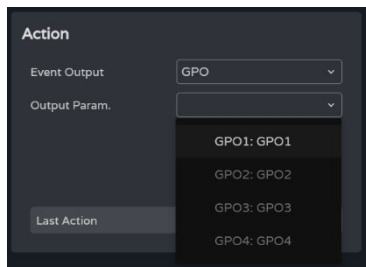 Action
Event Output GPO
Output Param.
GPO1: GPO1
GPO2: GPO2
GPO3: GPO3
Last Action
GPO4: GPO4